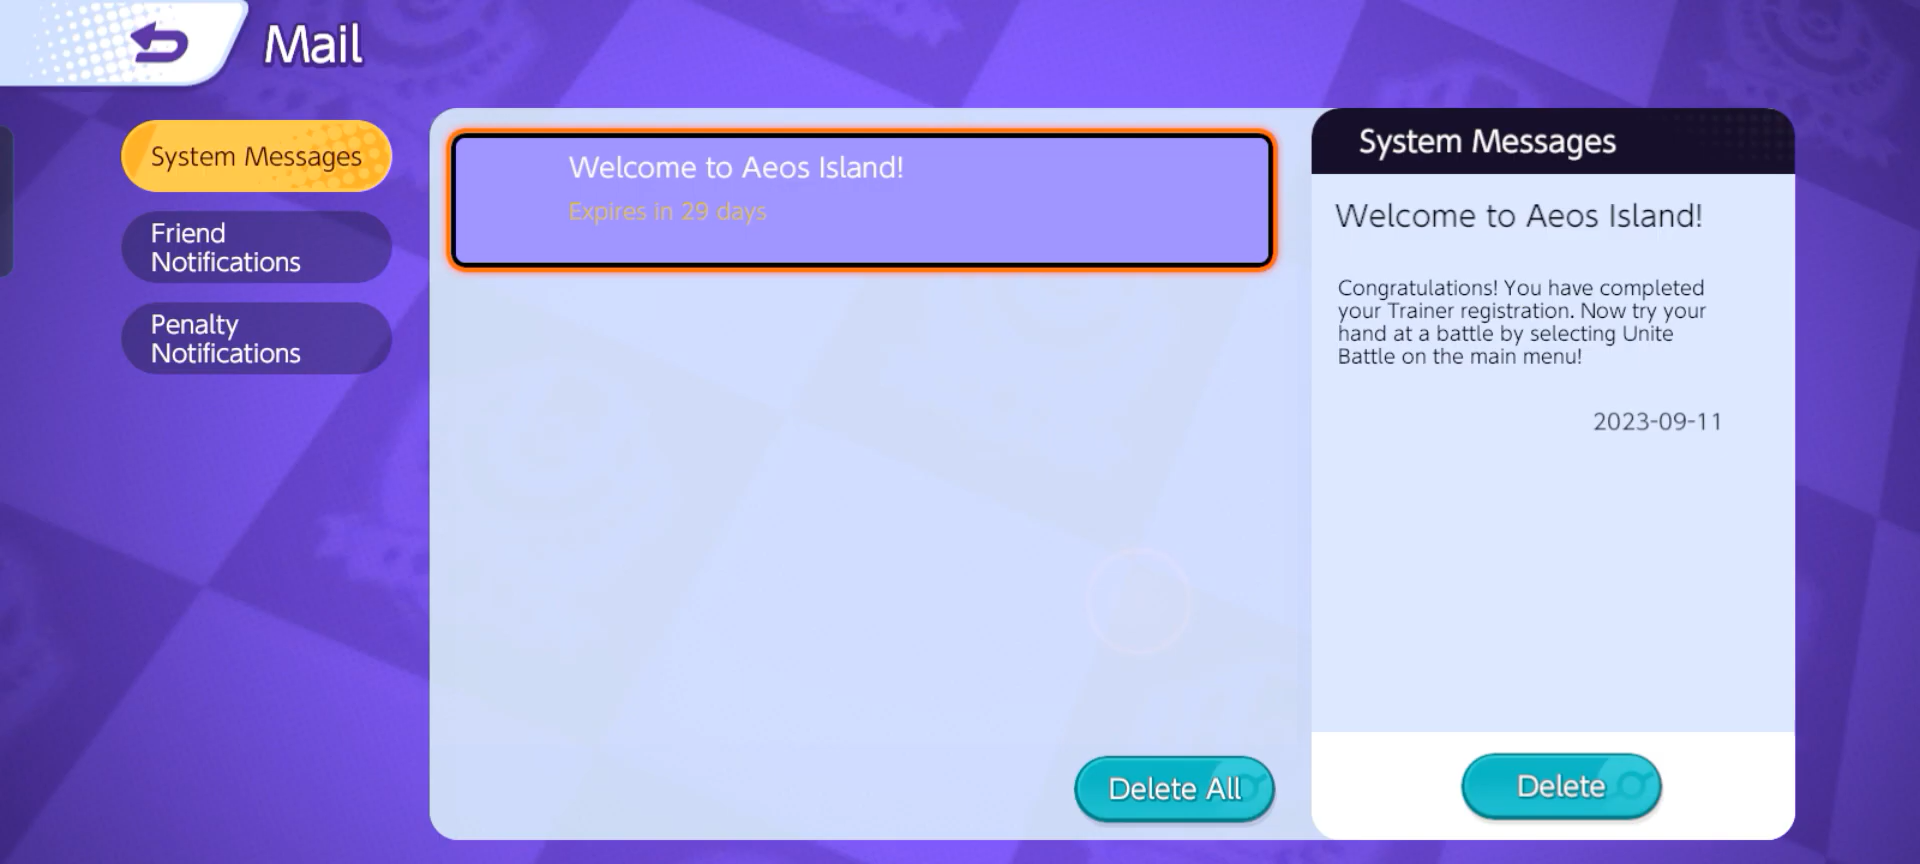 Mail
System Messages
Friend
Notifications
Penalty
Notifications
Welcome to Aeos Island!
Expires in 29 days
Delete All
System Messages
Welcome to Aeos Island!
Congratulations! You have completed
your Trainer registration. Now try your
hand at a battle by selecting Unite
Battle on the main menu!
2023-09-11
Delete